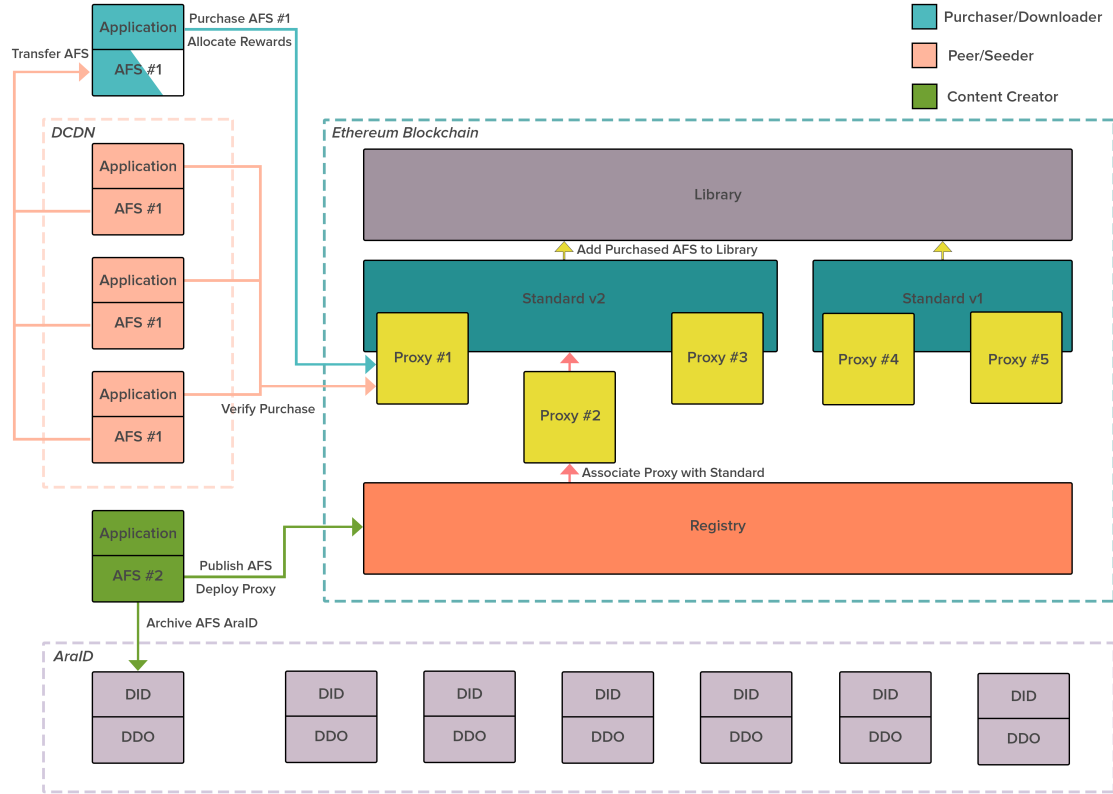 Application
AFS #1
Purchase AFS #1
Allocate Rewards
Transfer AFS
Purchaser/Downloader
Peer/Seeder
Content Creator
DCDN
Application
AFS #1
Application
AFS #1
Application
AFS #1
Verify Purchase
Ethereum Blockchain
Library
Add Purchased AFS to Library
Standard v2
Standard v1
Proxy #1
Proxy #3
Proxy #4
Proxy #5
Proxy #2
Associate Proxy with Standard
Registry
Application
AFS #2
Publish AFS
Deploy Proxy
Archive AFS AraID
AraID
DID
DDO
DID
DDO
DID
DDO
DID
DDO
DID
DDO
DID
DDO
DID
DDO